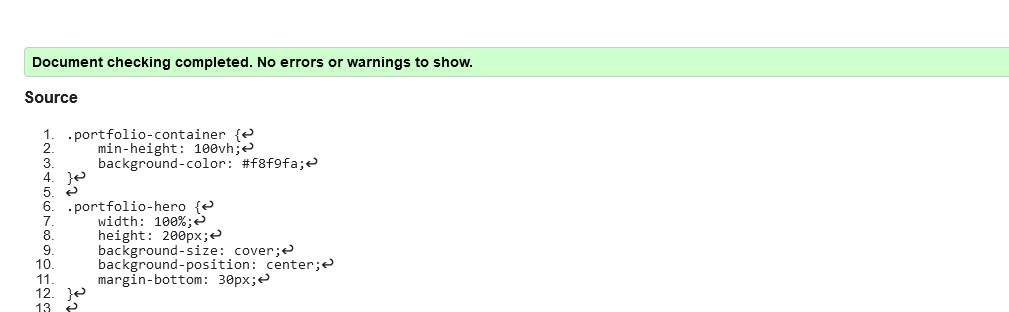 Document checking completed. No errors or warnings to show.
Source
1. .portfolio-container {↩
2.     min-height: 100vh;↩
3.     background-color: #f8f9fa;↩
4. }↩
5. ↩
6. .portfolio-hero {↩
7.     width: 100%;↩
8.     height: 200px;↩
9.     background-size: cover;↩
10.     background-position: center;↩
11.     margin-bottom: 30px;↩
12. }↩
13. ↩